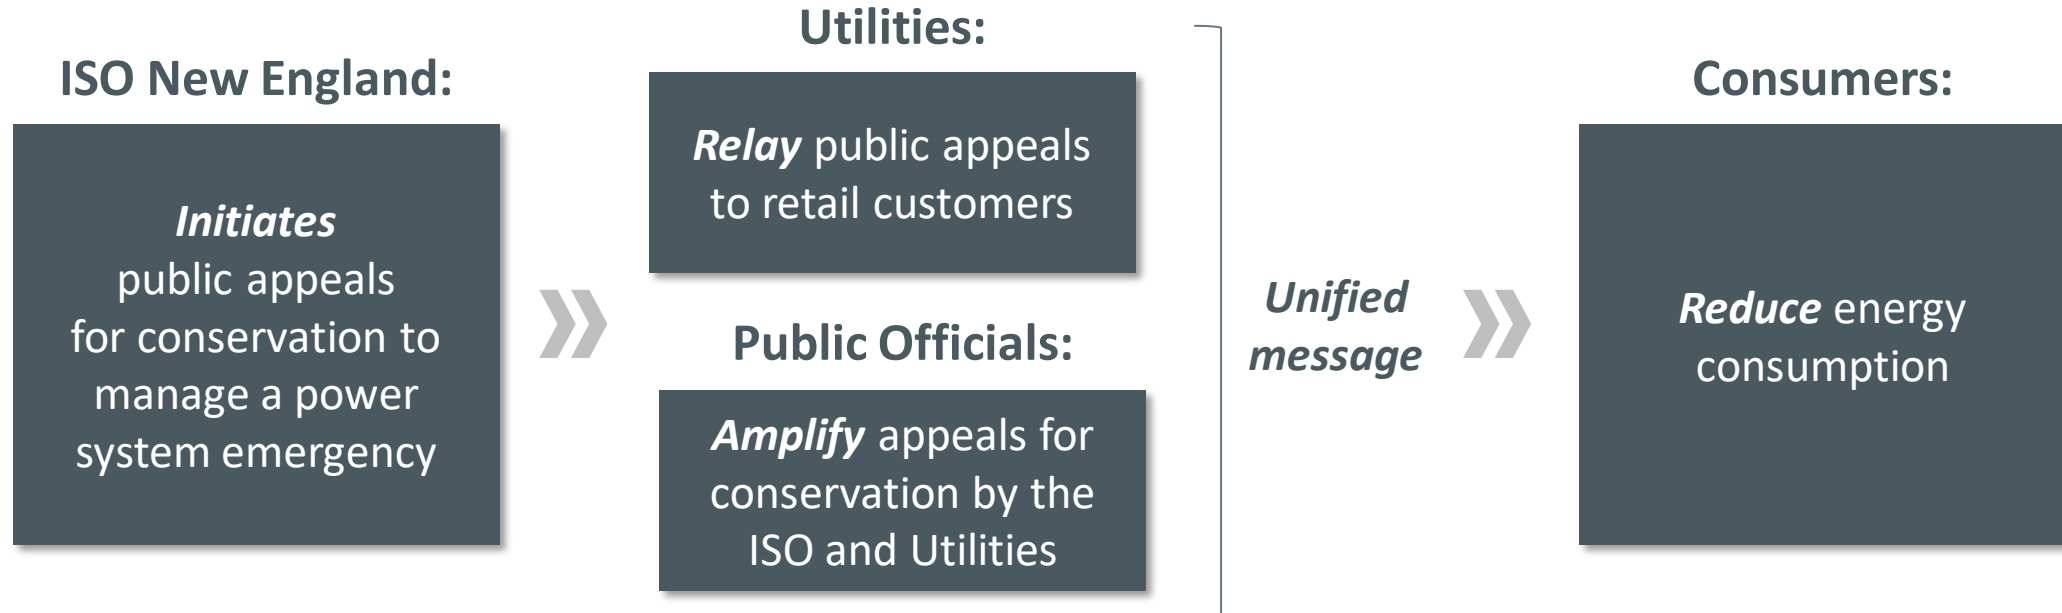 ISO New England:
Initiates
public appeals
for conservation to
manage a power
system emergency
Utilities:
Relay public appeals
to retail customers
Public Officials:
Amplify appeals for
conservation by the
ISO and Utilities
Unified
message
Consumers:
Reduce energy
consumption